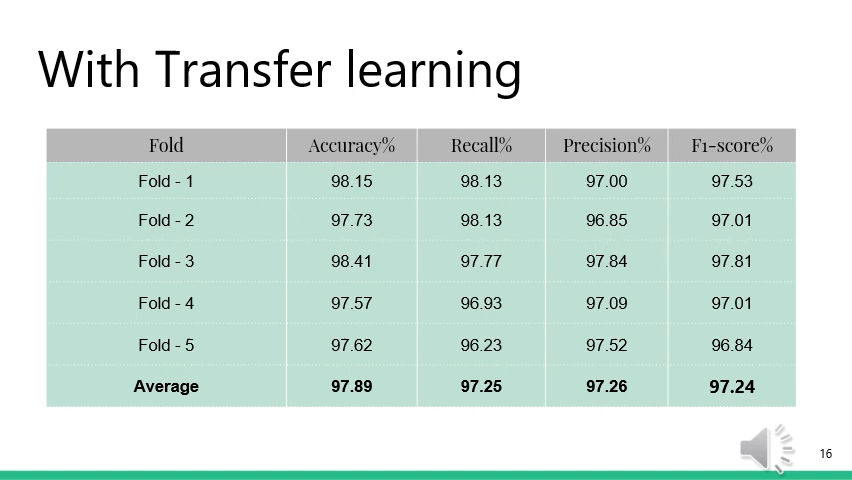 With Transfer learning
Fold Accuracy% Recall% Precision% F1-score%
Fold - 1 98.15 98.13 97.00 97.53
Fold - 2 97.73 98.13 96.85 97.01
Fold - 3 98.41 97.77 97.84 97.81
Fold - 4 97.57 96.93 97.09 97.01
Fold - 5 97.62 96.23 97.52 96.84
Average 97.89 97.25 97.26 97.24
16